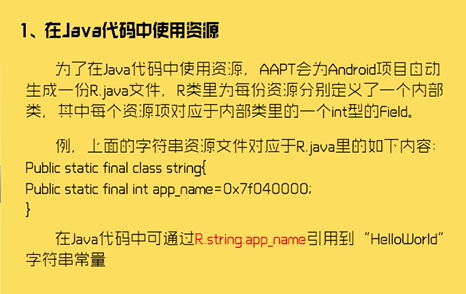 1、在Java代码中使用资源
为了在Java代码中使用资源，AAPT会为Android项目自动
生成一份R.java文件，R类里为每份资源分别定义了一个内部
类，其中每个资源项对应于内部类里的一个int型的Field。
例，上面的字符串资源文件对应于R.java里的如下内容：
Public static final class string{
Public static final int app_name=0x7f040000;
}
在Java代码中可通过R.string.app_name引用到“HelloWorld”
字符串常量